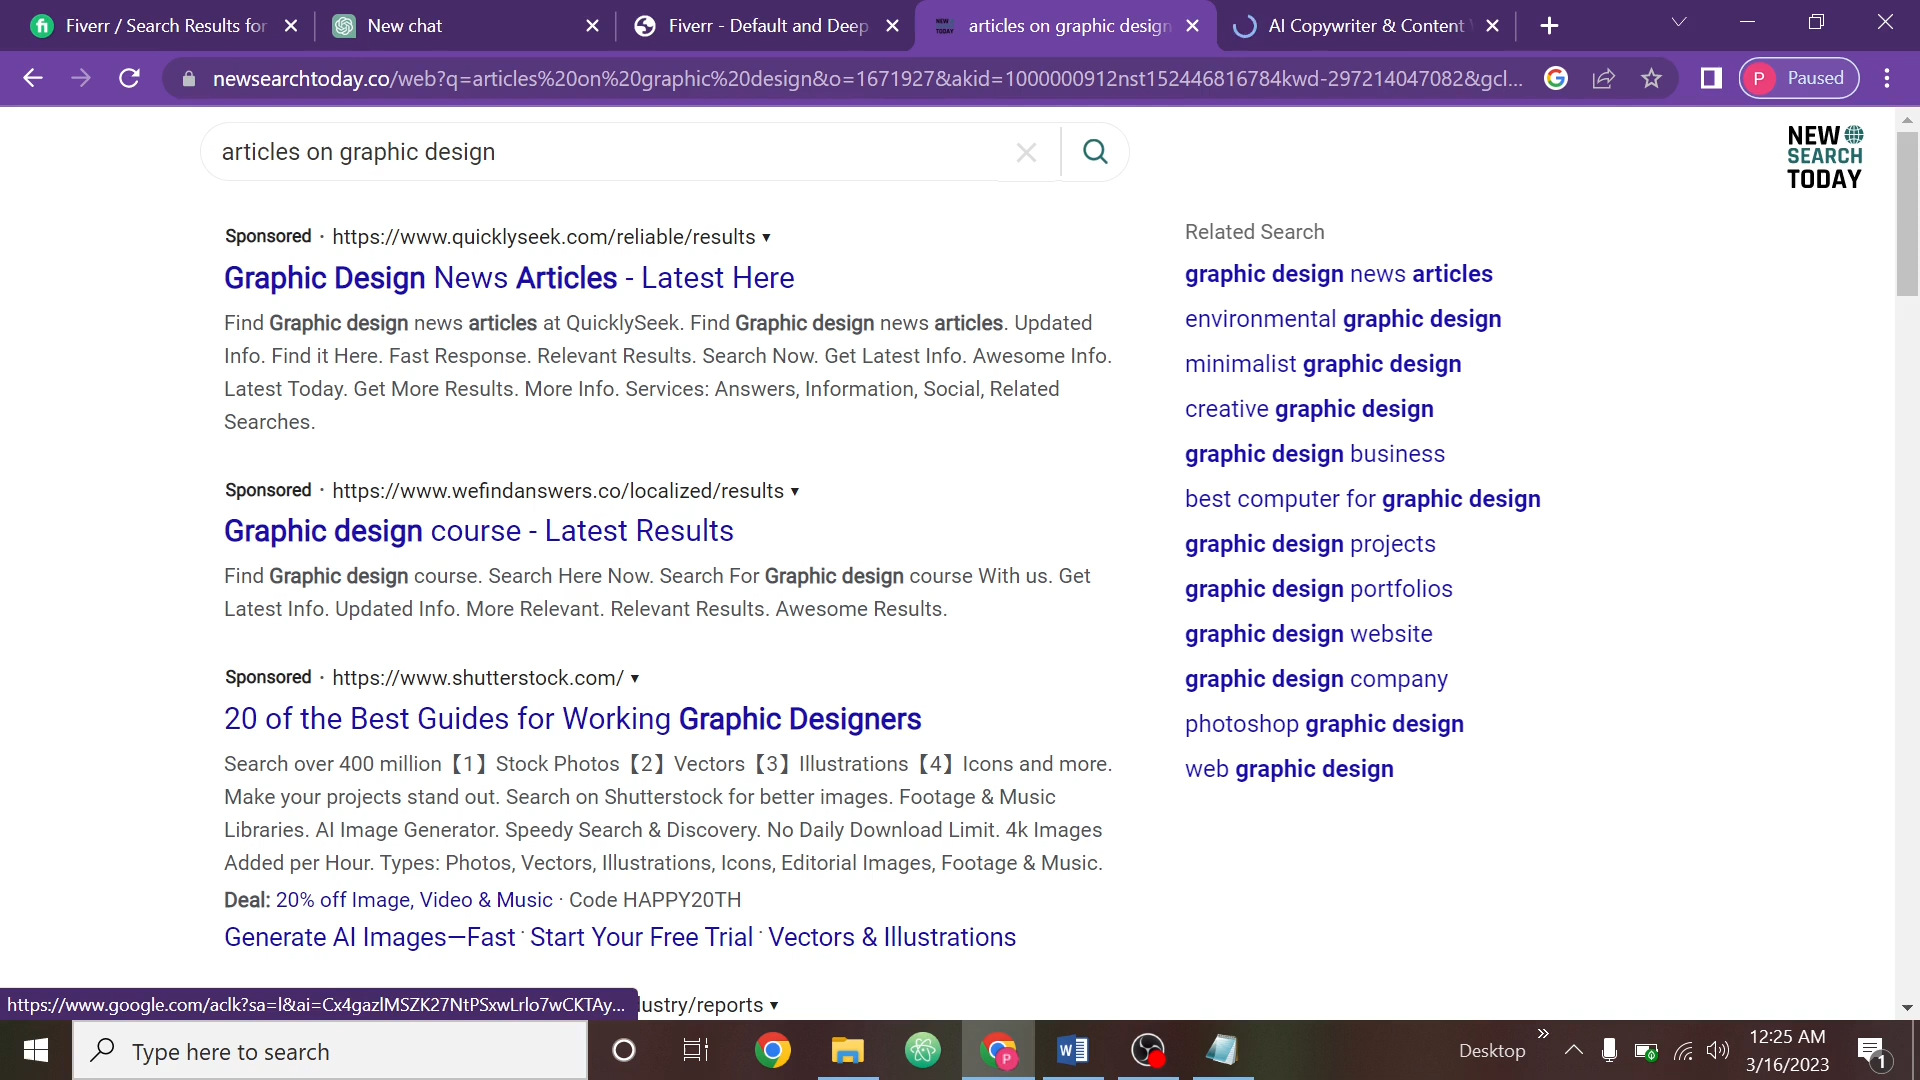 Fiverr / Search Results for
New chat
Fiverr - Default and Deep
articles on graphic design
AI Copywriter & Content
newsearchtoday.co/web?q=articles%20on%20graphic%20design&o=1671927&akid=1000000912nst152446816784kwd-297214047082&gcl...
P Paused
articles on graphic design
NEW
SEARCH
TODAY
Sponsored · https://www.quicklyseek.com/reliable/results ▾
Graphic Design News Articles - Latest Here
Find Graphic design news articles at QuicklySeek. Find Graphic design news articles. Updated
Info. Find it Here. Fast Response. Relevant Results. Search Now. Get Latest Info. Awesome Info.
Latest Today. Get More Results. More Info. Services: Answers, Information, Social, Related
Searches.
Sponsored · https://www.wefindanswers.co/localized/results ▾
Graphic design course - Latest Results
Find Graphic design course. Search Here Now. Search For Graphic design course With us. Get
Latest Info. Updated Info. More Relevant. Relevant Results. Awesome Results.
Sponsored · https://www.shutterstock.com/ ▾
20 of the Best Guides for Working Graphic Designers
Search over 400 million【1】Stock Photos【2】Vectors【3】Illustrations【4】Icons and more.
Make your projects stand out. Search on Shutterstock for better images. Footage & Music
Libraries. AI Image Generator. Speedy Search & Discovery. No Daily Download Limit. 4k Images
Added per Hour. Types: Photos, Vectors, Illustrations, Icons, Editorial Images, Footage & Music.
Deal: 20% off Image, Video & Music · Code HAPPY20TH
Generate AI Images—Fast · Start Your Free Trial · Vectors & Illustrations
Related Search
graphic design news articles
environmental graphic design
minimalist graphic design
creative graphic design
graphic design business
best computer for graphic design
graphic design projects
graphic design portfolios
graphic design website
graphic design company
photoshop graphic design
web graphic design
https://www.google.com/aclk?sa=l&ai=Cx4gazlMSZK27NtPSxwLrlo7wCKTAy...
lustry/reports ▾
Type here to search
Desktop
12:25 AM
3/16/2023
1